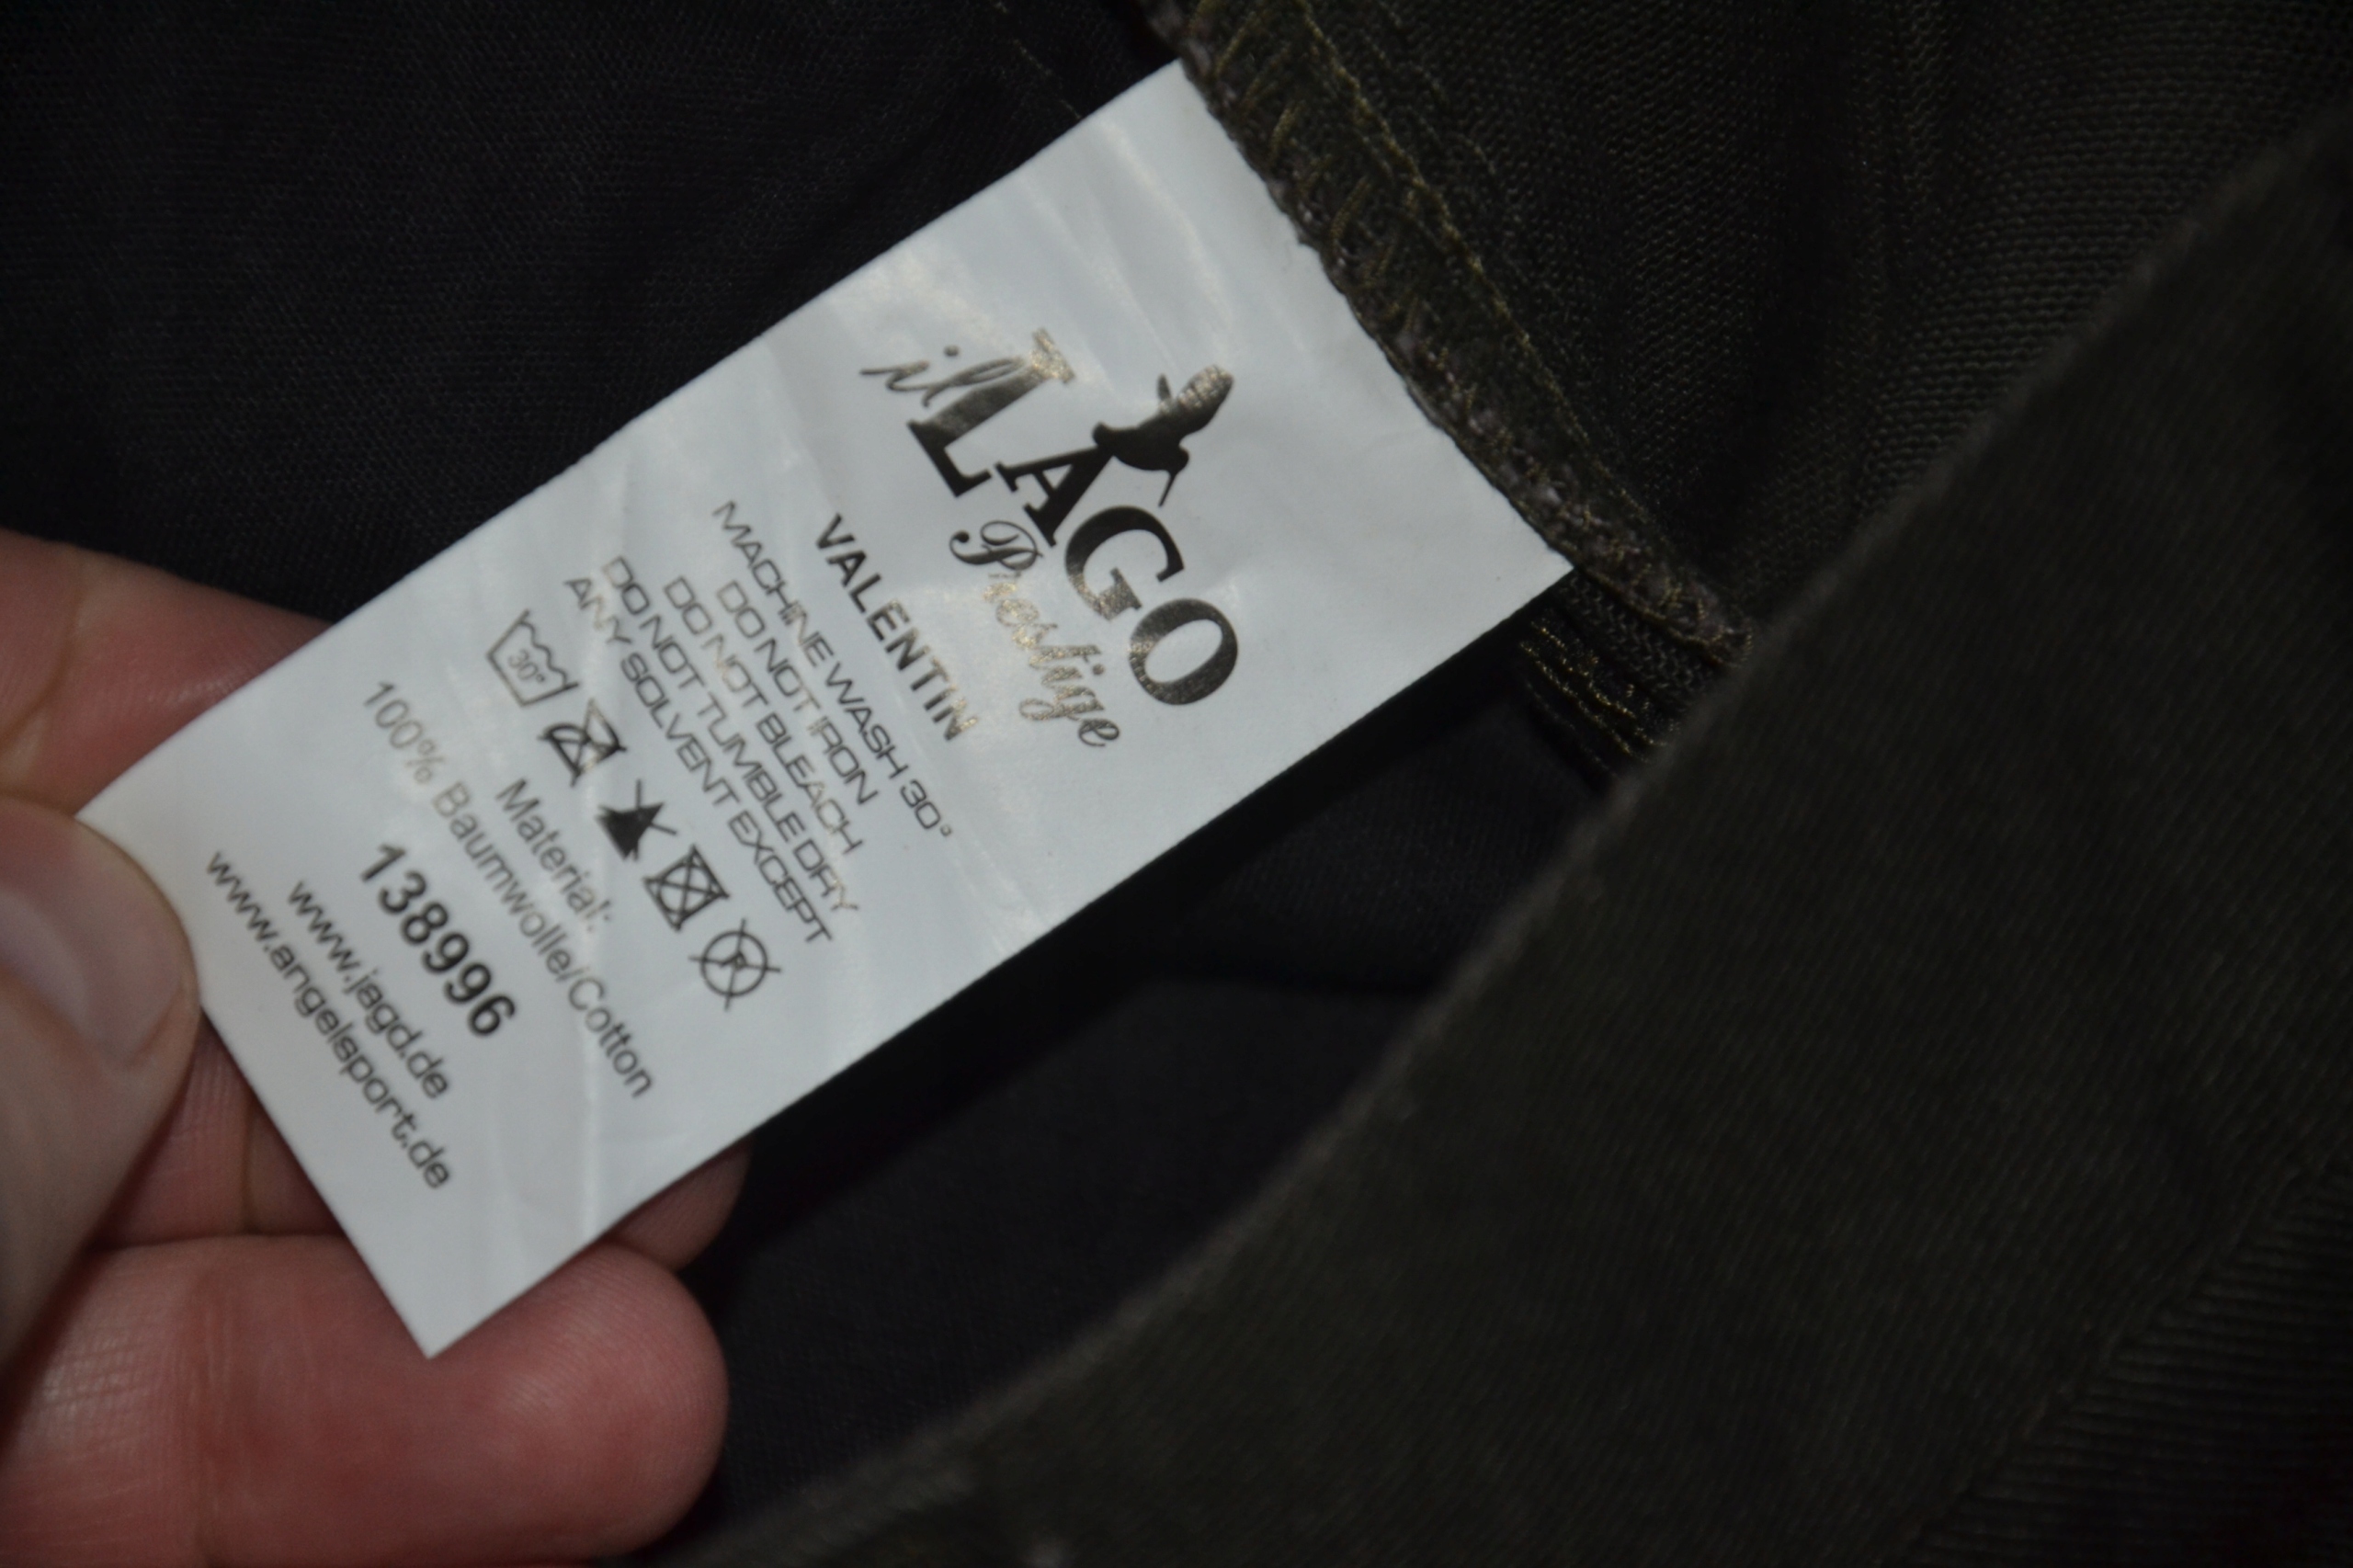 il LAGO
Prestige
VALENTIN
MACHINE WASH 30°
DO NOT IRON
DO NOT BLEACH
DO NOT TUMBLE DRY
ANY SOLVENT EXCEPT
30° P
Material:
100% Baumwolle/Cotton
138996
www.jagd.de
www.angelsport.de